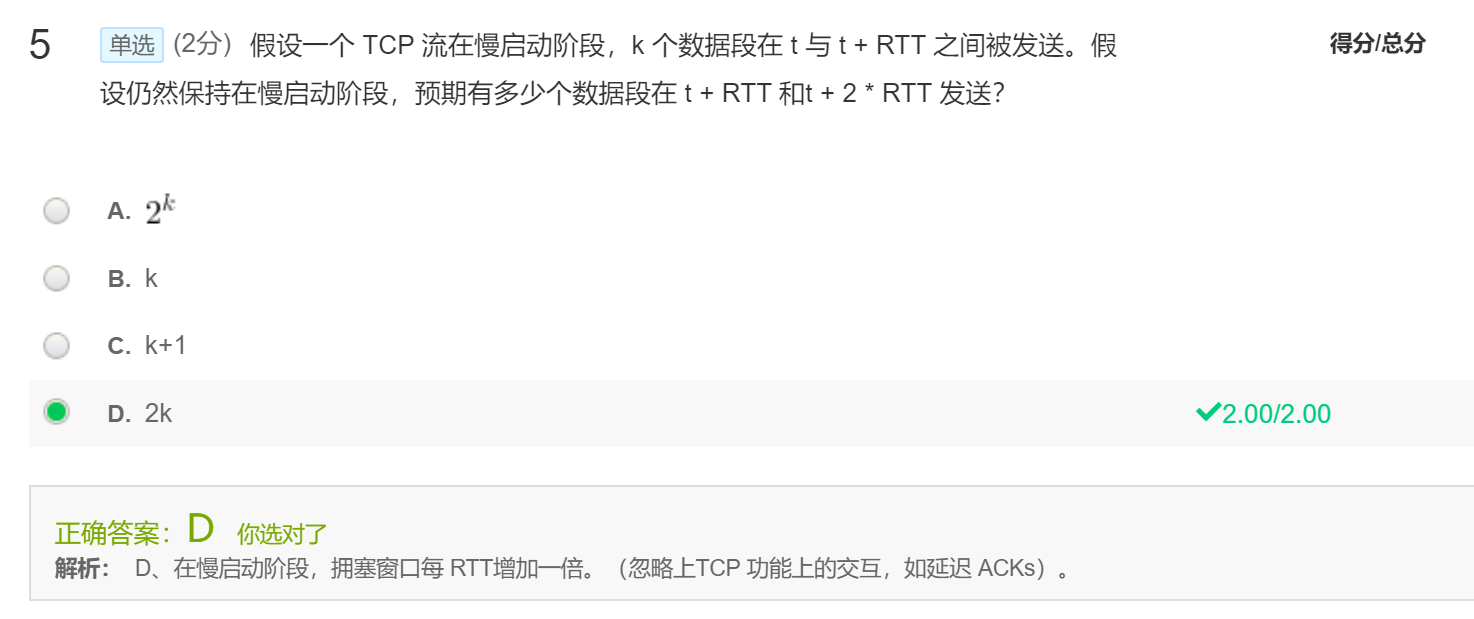 5 单选 (2分) 假设一个 TCP 流在慢启动阶段，k 个数据段在 t 与 t + RTT 之间被发送。假 得分/总分
设仍然保持在慢启动阶段，预期有多少个数据段在 t + RTT 和t + 2 * RTT 发送？
A. 2^k
B. k
C. k+1
D. 2k ✔2.00/2.00
正确答案：D 你选对了
解析： D、在慢启动阶段，拥塞窗口每 RTT增加一倍。（忽略上TCP 功能上的交互，如延迟 ACKs）。